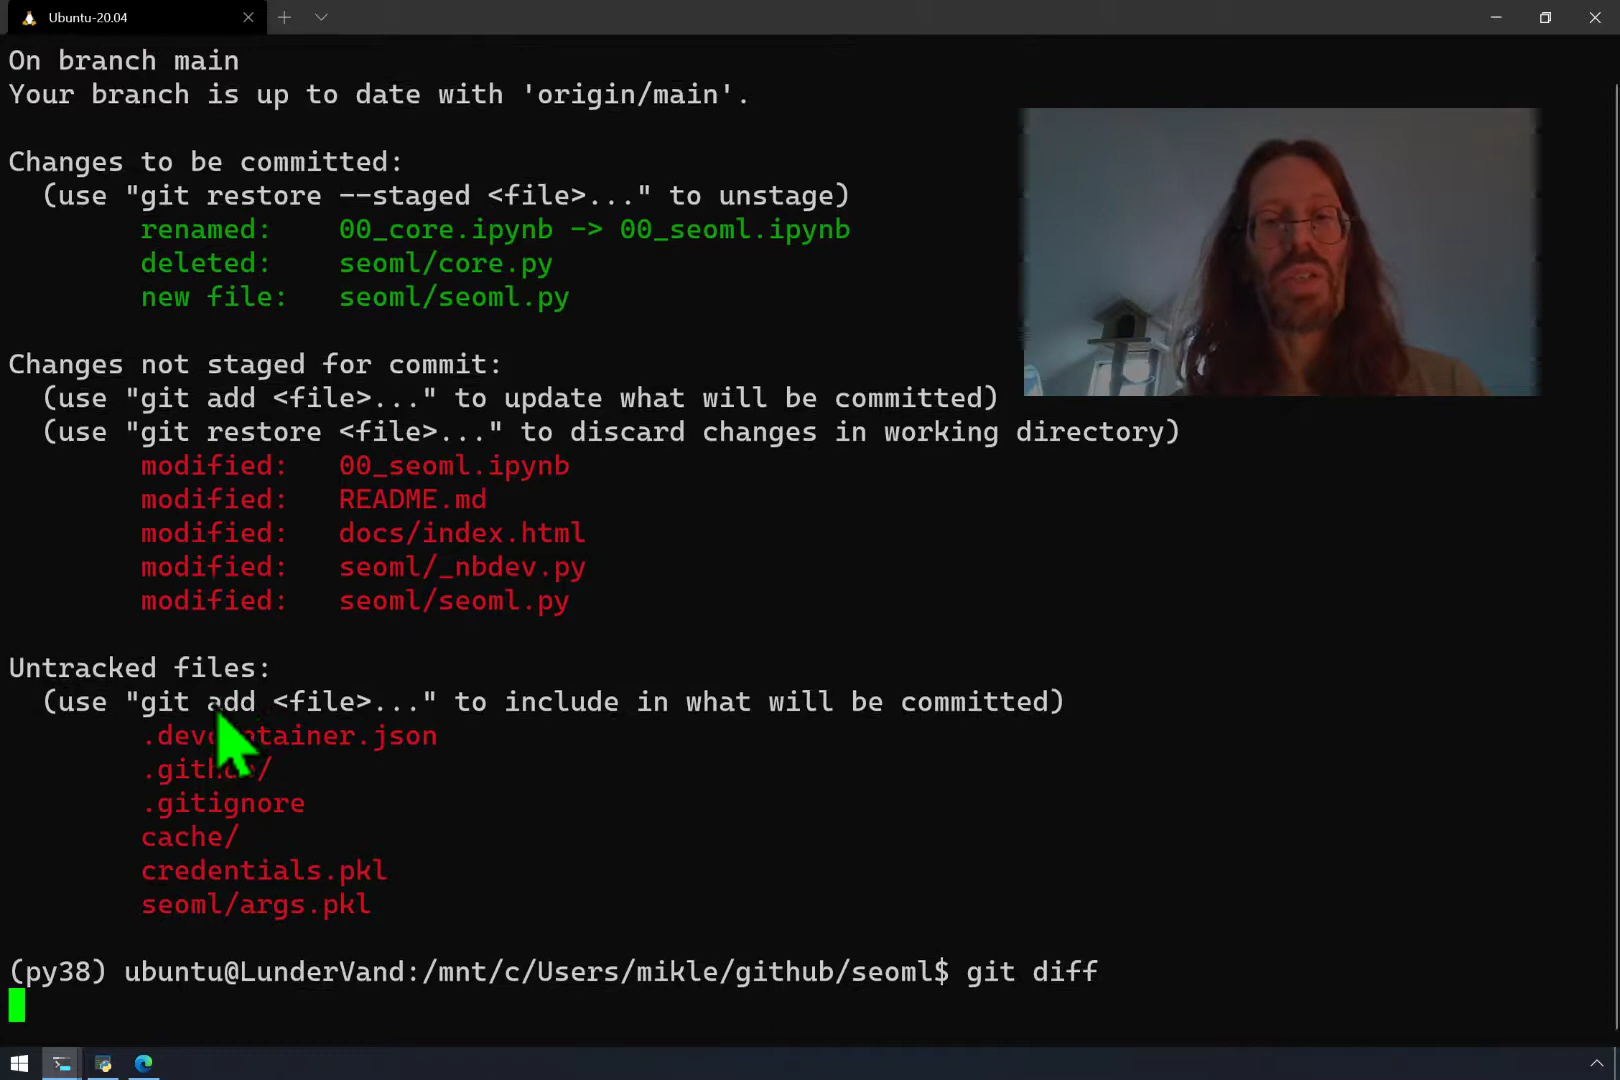 Ubuntu-20.04
On branch main
Your branch is up to date with 'origin/main'.
Changes to be committed:
(use "git restore --staged <file>..." to unstage)
renamed: 00_core.ipynb -> 00_seoml.ipynb
deleted: seoml/core.py
new file: seoml/seoml.py
Changes not staged for commit:
(use "git add <file>..." to update what will be committed)
(use "git restore <file>..." to discard changes in working directory)
modified: 00_seoml.ipynb
modified: README.md
modified: docs/index.html
modified: seoml/_nbdev.py
modified: seoml/seoml.py
Untracked files:
(use "git add <file>..." to include in what will be committed)
.devcontainer.json
.github/
.gitignore
cache/
credentials.pkl
seoml/args.pkl
(py38) ubuntu@LunderVand:/mnt/c/Users/mikle/github/seoml$ git diff